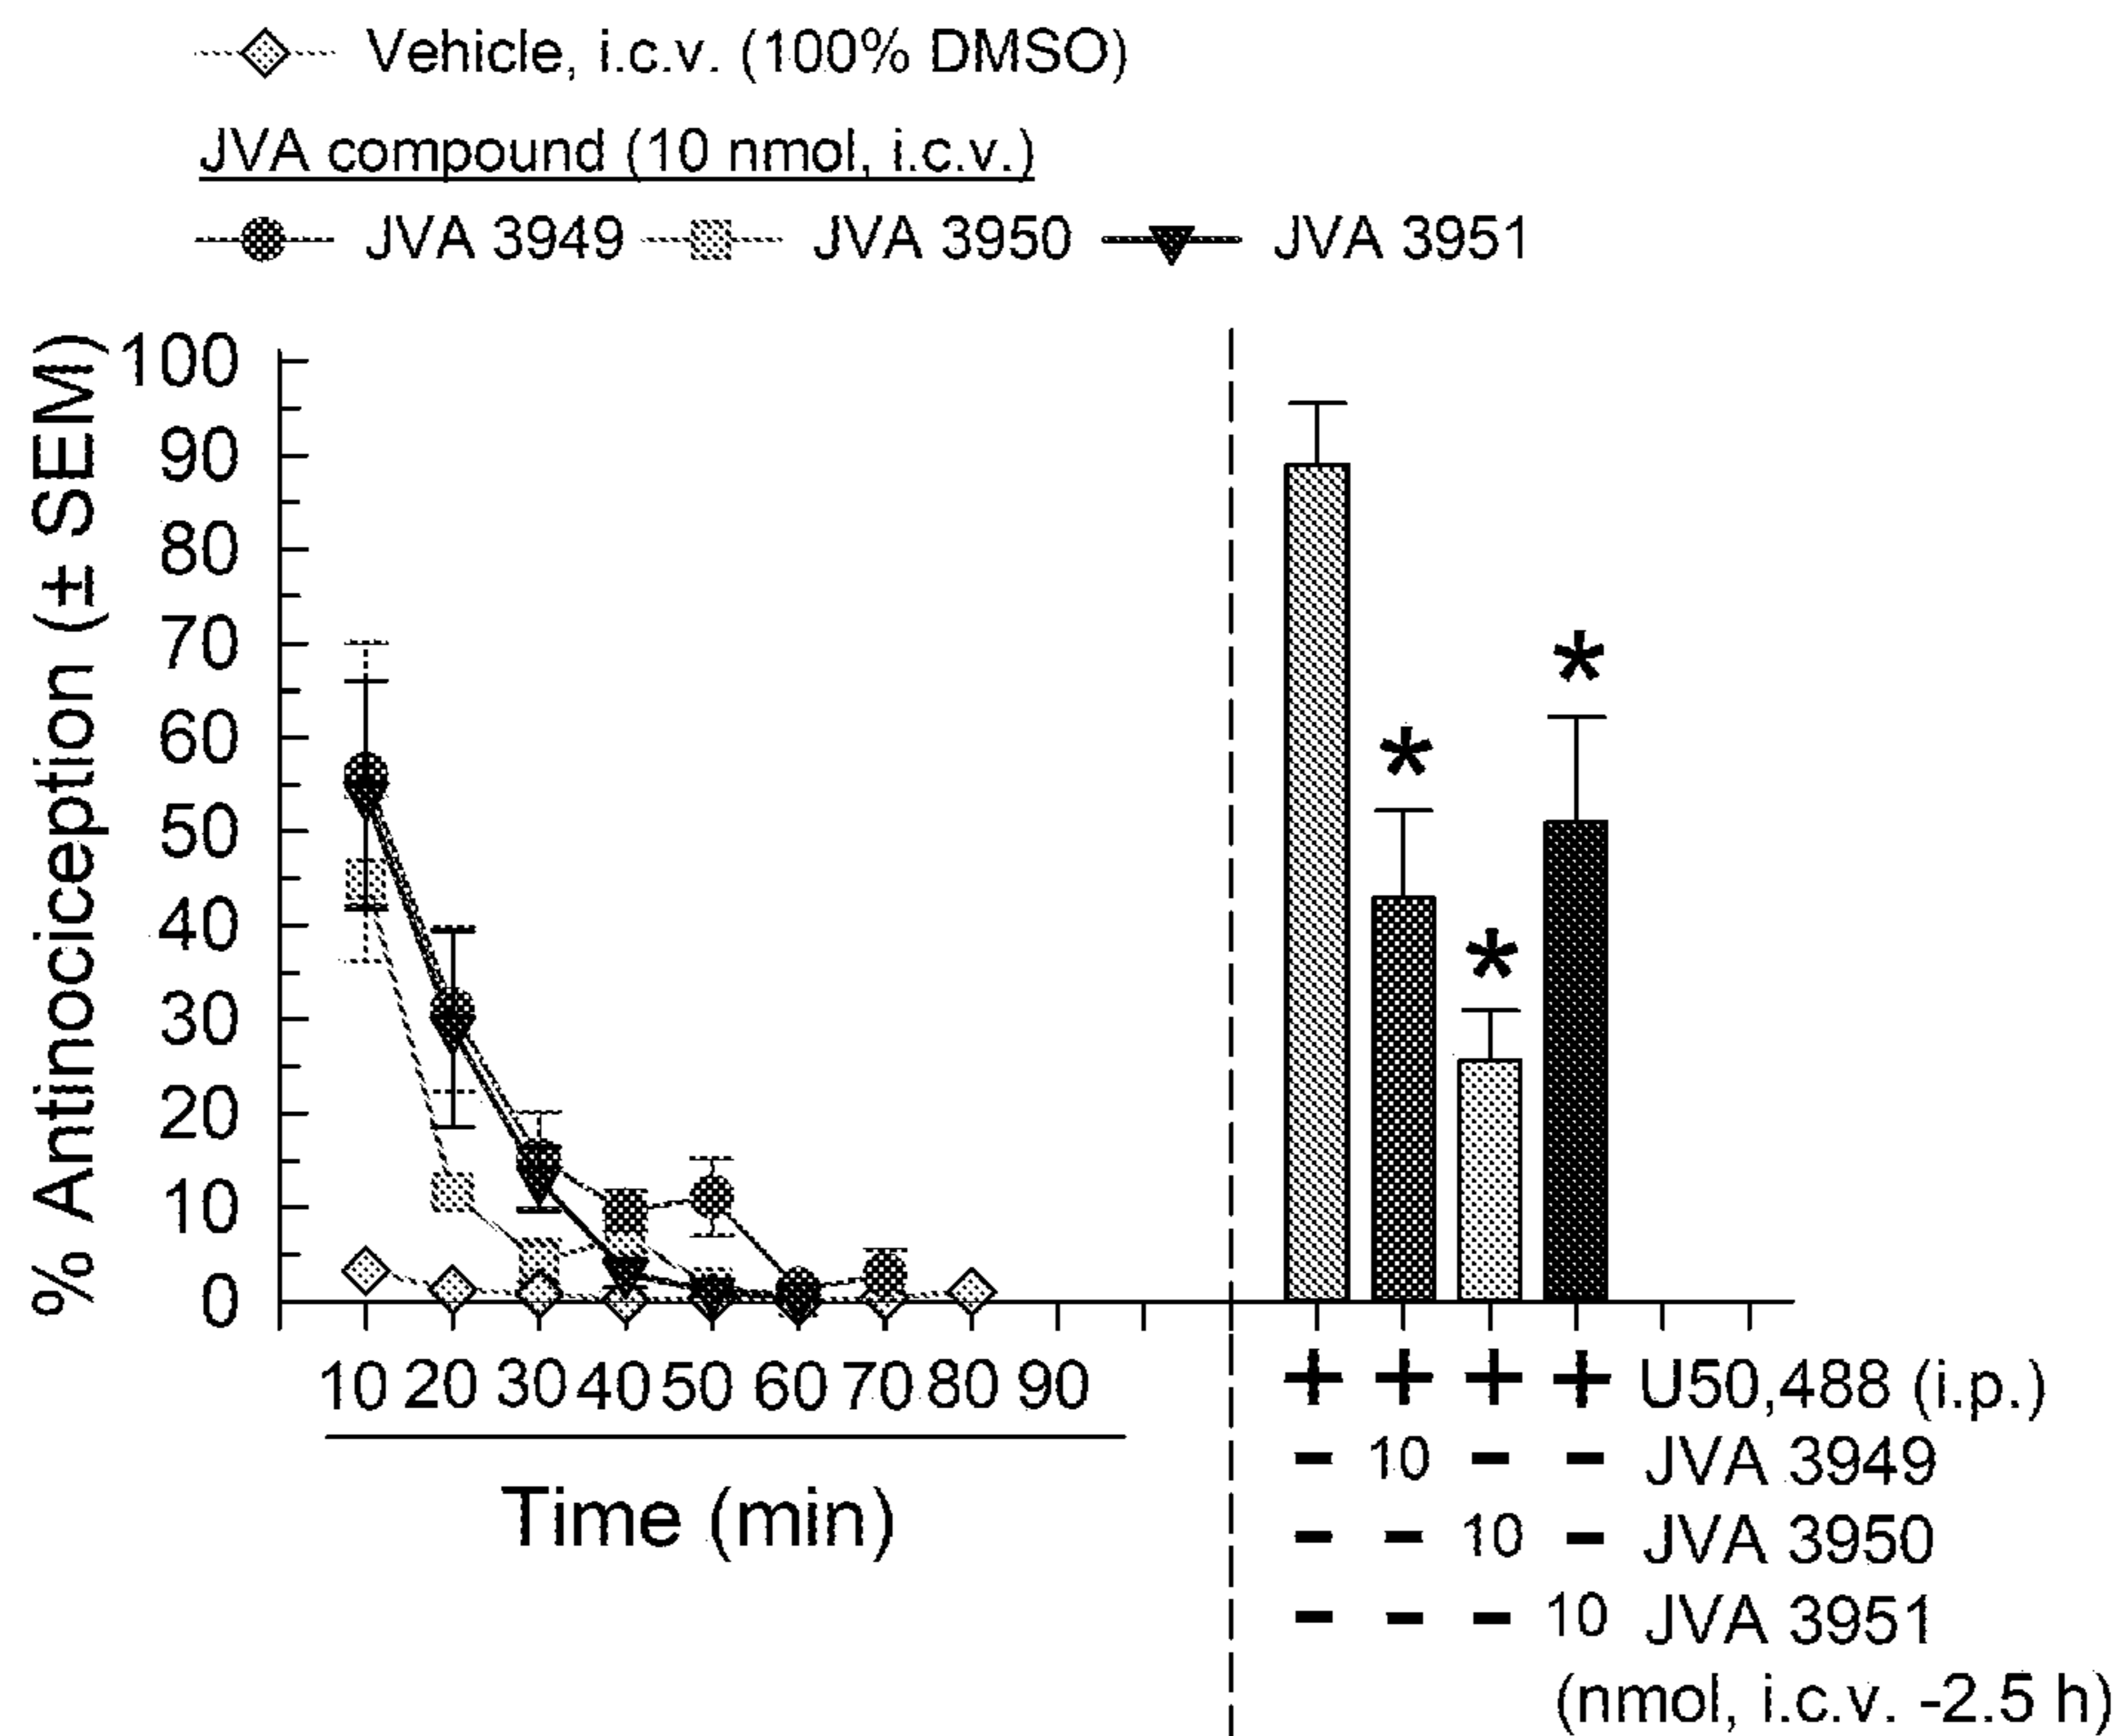 Vehicle, i.c.v. (100% DMSO)
JVA compound (10 nmol, i.c.v.)
JVA 3949 JVA 3950 JVA 3951
% Antinociception (± SEM)
100
90
80
70
60
50
40
30
20
10
0
* * *
10 20 30 40 50 60 70 80 90
Time (min)
+ + + + U50,488 (i.p.)
- 10 - - JVA 3949
- - 10 - JVA 3950
- - - 10 JVA 3951
(nmol, i.c.v. -2.5 h)